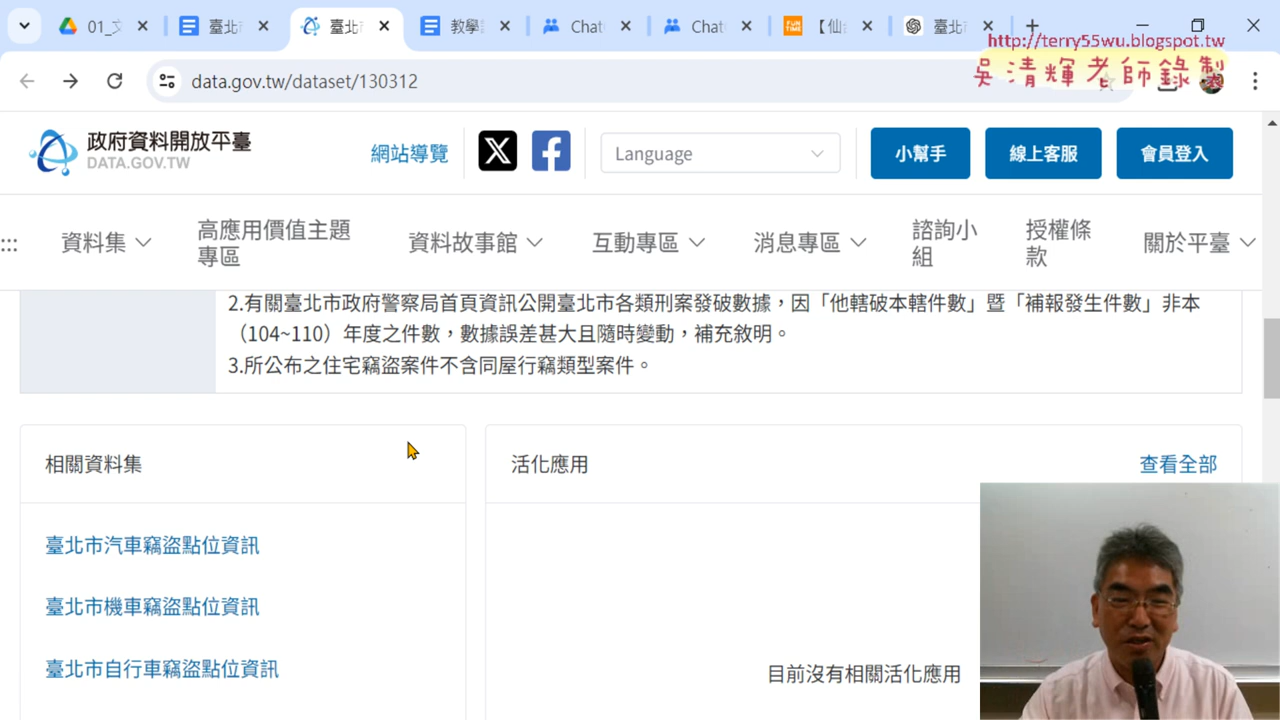 01_文
臺北市
臺北市
教學
Chat
Chat
FUN TIME
【仙
臺北市
http://terry55wu.blogspot.tw
吳清輝老師錄製
data.gov.tw/dataset/130312
政府資料開放平臺
DATA.GOV.TW
網站導覽
Language
小幫手
線上客服
會員登入
:::
資料集
高應用價值主題
專區
資料故事館
互動專區
消息專區
諮詢小
組
授權條
款
關於平臺
2.有關臺北市政府警察局首頁資訊公開臺北市各類刑案發破數據，因「他轄破本轄件數」暨「補報發生件數」非本
（104~110）年度之件數，數據誤差甚大且隨時變動，補充敘明。
3.所公布之住宅竊盜案件不含同屋行竊類型案件。
相關資料集
活化應用
查看全部
臺北市汽車竊盜點位資訊
臺北市機車竊盜點位資訊
臺北市自行車竊盜點位資訊
目前沒有相關活化應用